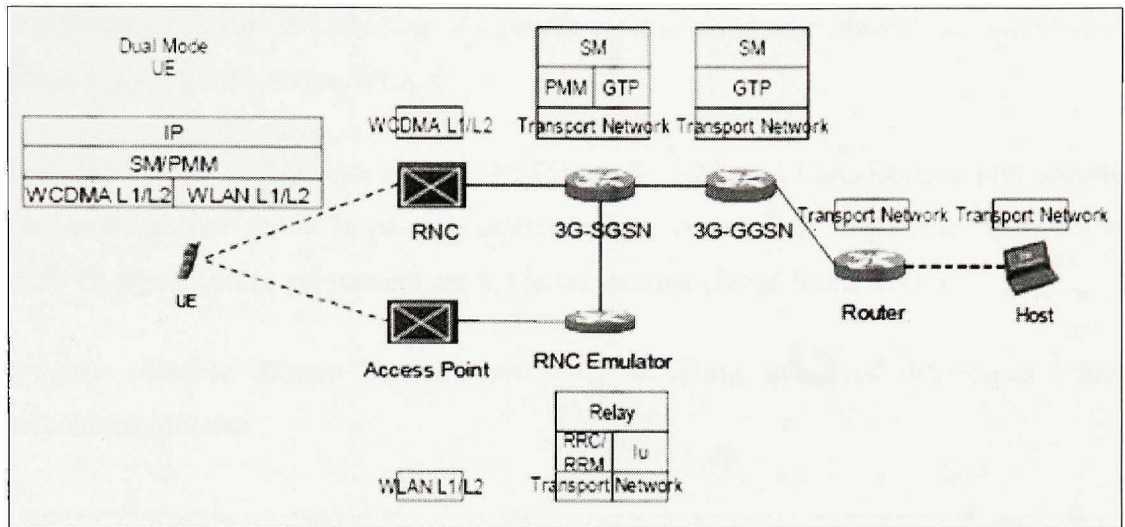 Dual Mode
UE
IP
SM/PMM
WCDMA L1/L2 WLAN L1/L2
UE
WCDMA L1/L2
RNC
Access Point
WLAN L1/L2
SM
PMM GTP
Transport Network
3G-SGSN
SM
GTP
Transport Network
3G-GGSN
RNC Emulator
Relay
RRC/
RRM
Iu
Transport Network
Transport Network
Router
Transport Network
Host